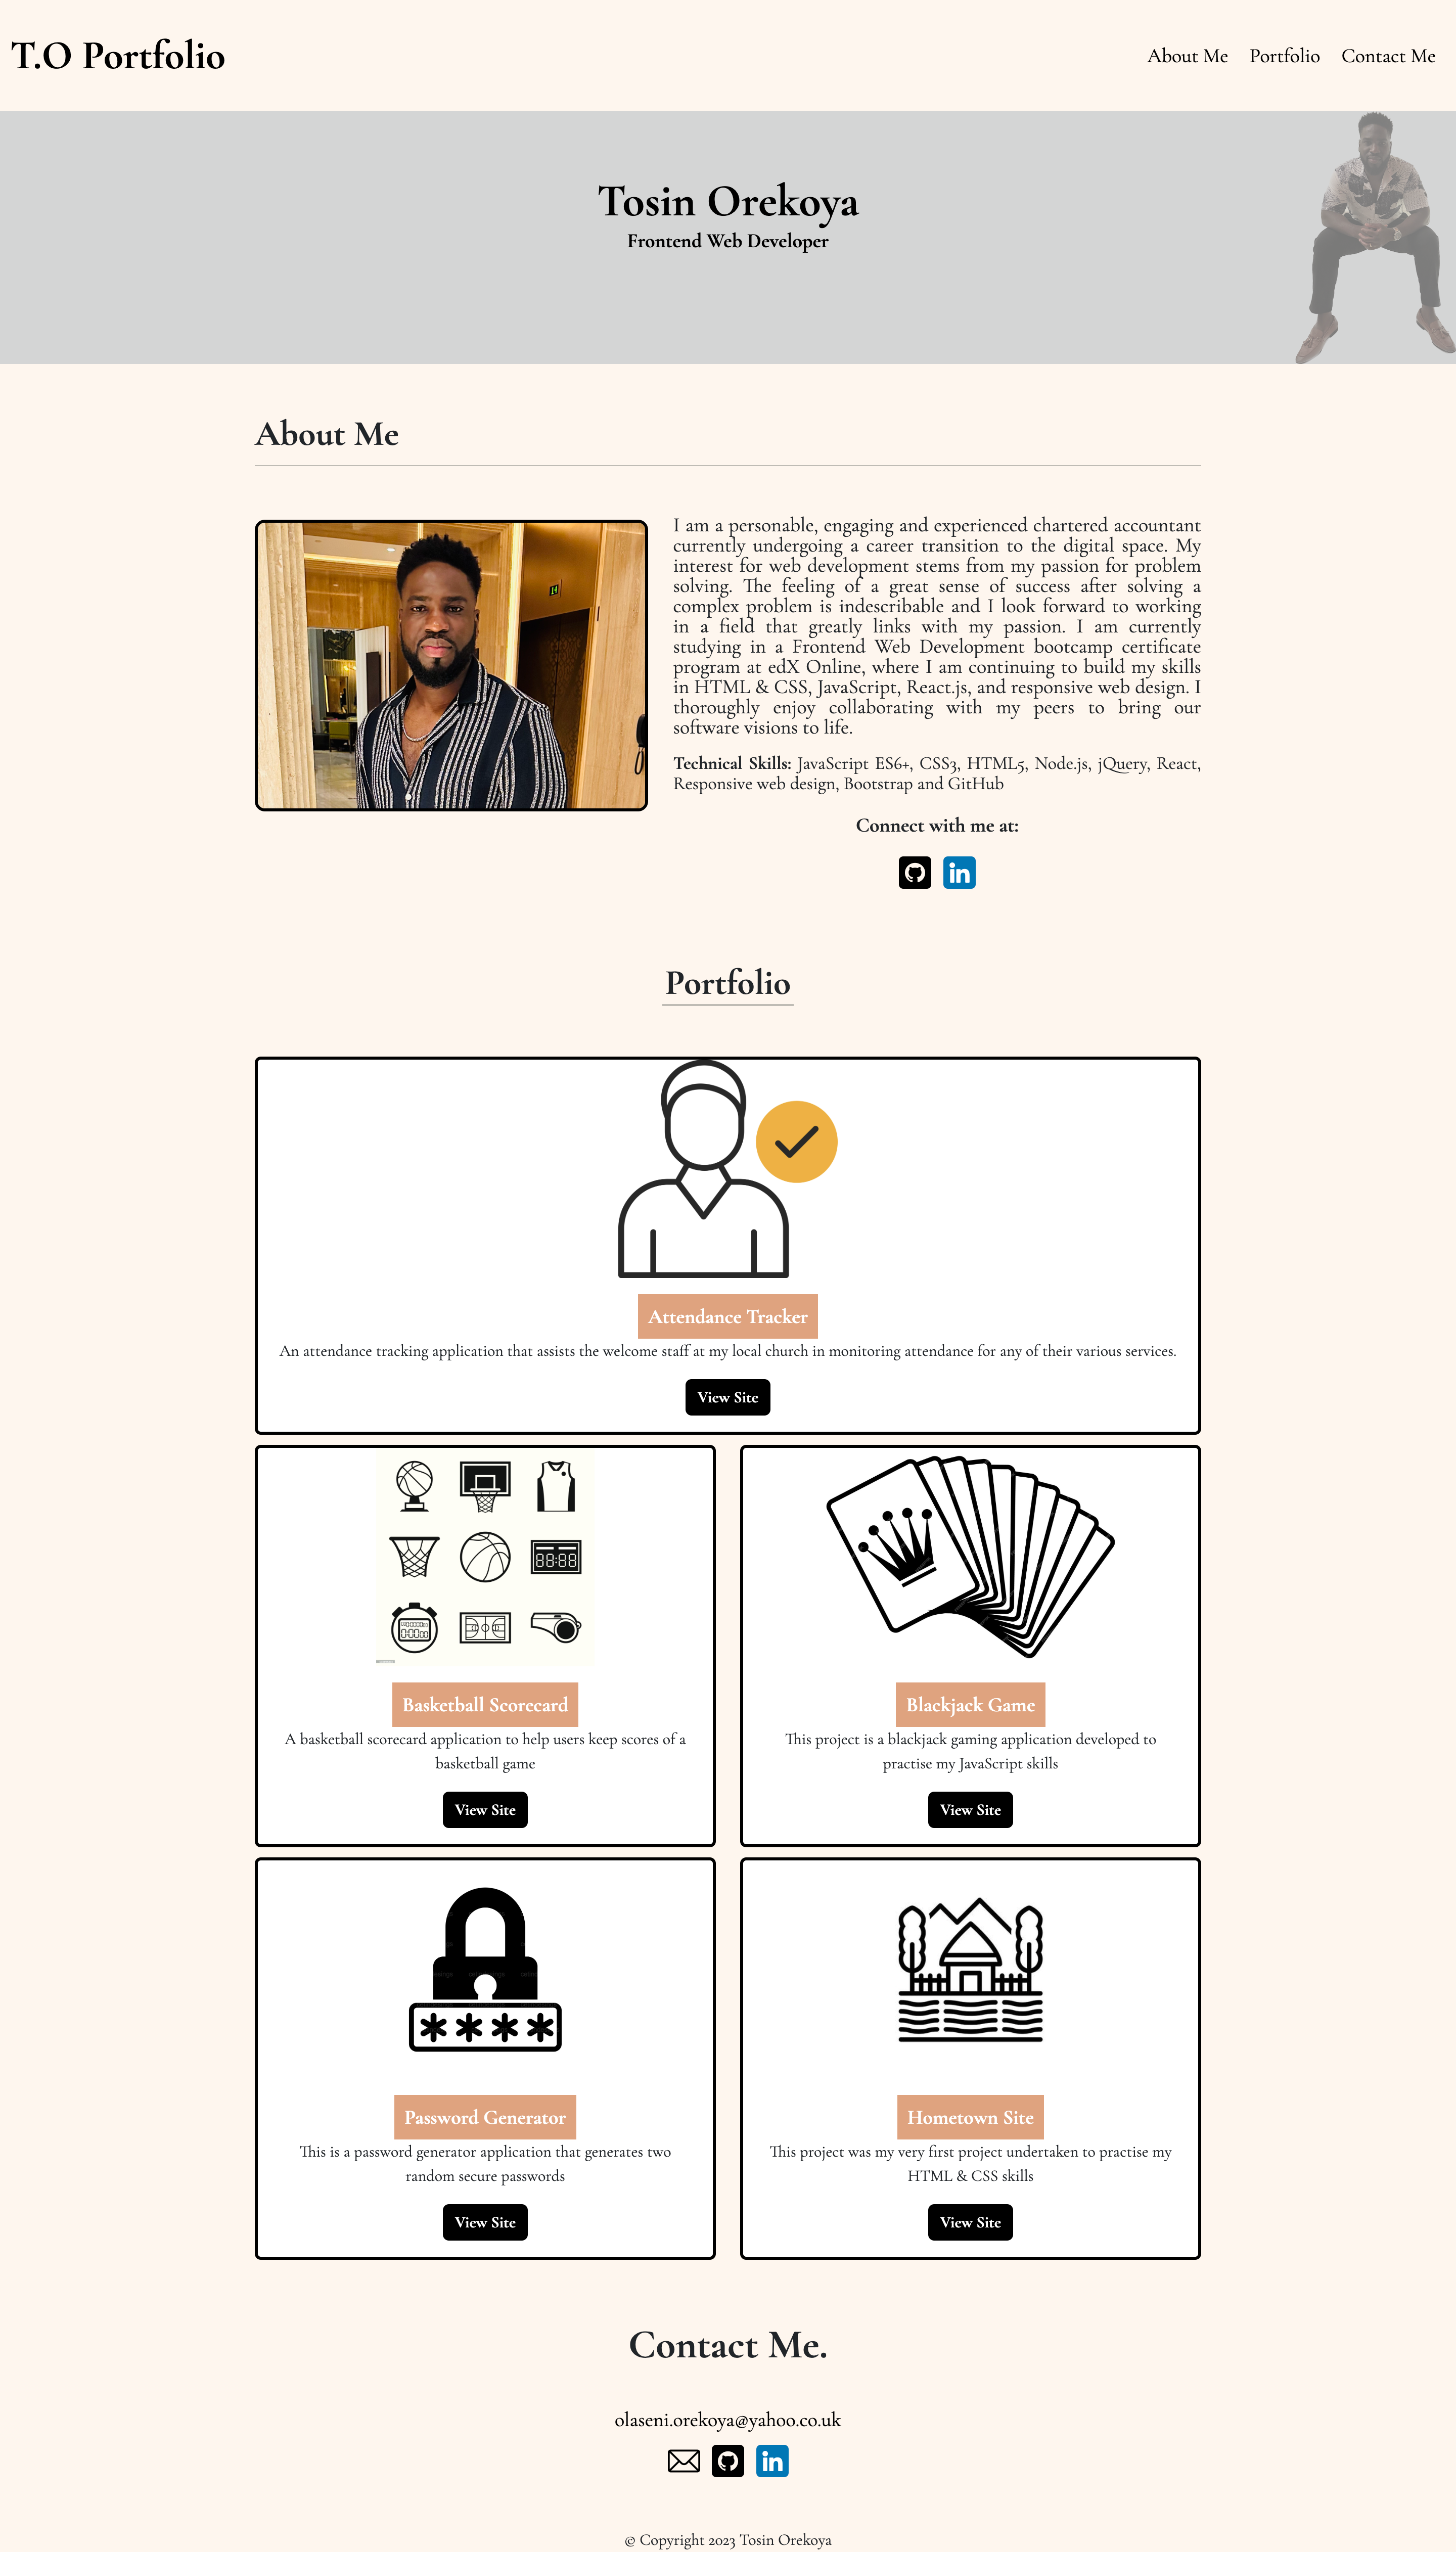 T.O Portfolio
About Me Portfolio Contact Me
Tosin Orekoya
Frontend Web Developer
About Me
I am a personable, engaging and experienced chartered accountant
currently undergoing a career transition to the digital space. My
interest for web development stems from my passion for problem
solving. The feeling of a great sense of success after solving a
complex problem is indescribable and I look forward to working
in a field that greatly links with my passion. I am currently
studying in a Frontend Web Development bootcamp certificate
program at edX Online, where I am continuing to build my skills
in HTML & CSS, JavaScript, React.js, and responsive web design. I
thoroughly enjoy collaborating with my peers to bring our
software visions to life.
Technical Skills: JavaScript ES6+, CSS3, HTML5, Node.js, jQuery, React,
Responsive web design, Bootstrap and GitHub
Connect with me at:
in
Portfolio
Attendance Tracker
An attendance tracking application that assists the welcome staff at my local church in monitoring attendance for any of their various services.
View Site
88:88
Basketball Scorecard
A basketball scorecard application to help users keep scores of a
basketball game
View Site
Blackjack Game
This project is a blackjack gaming application developed to
practise my JavaScript skills
View Site
****
Password Generator
This is a password generator application that generates two
random secure passwords
View Site
Hometown Site
This project was my very first project undertaken to practise my
HTML & CSS skills
View Site
Contact Me.
olaseni.orekoya@yahoo.co.uk
in
© Copyright 2023 Tosin Orekoya